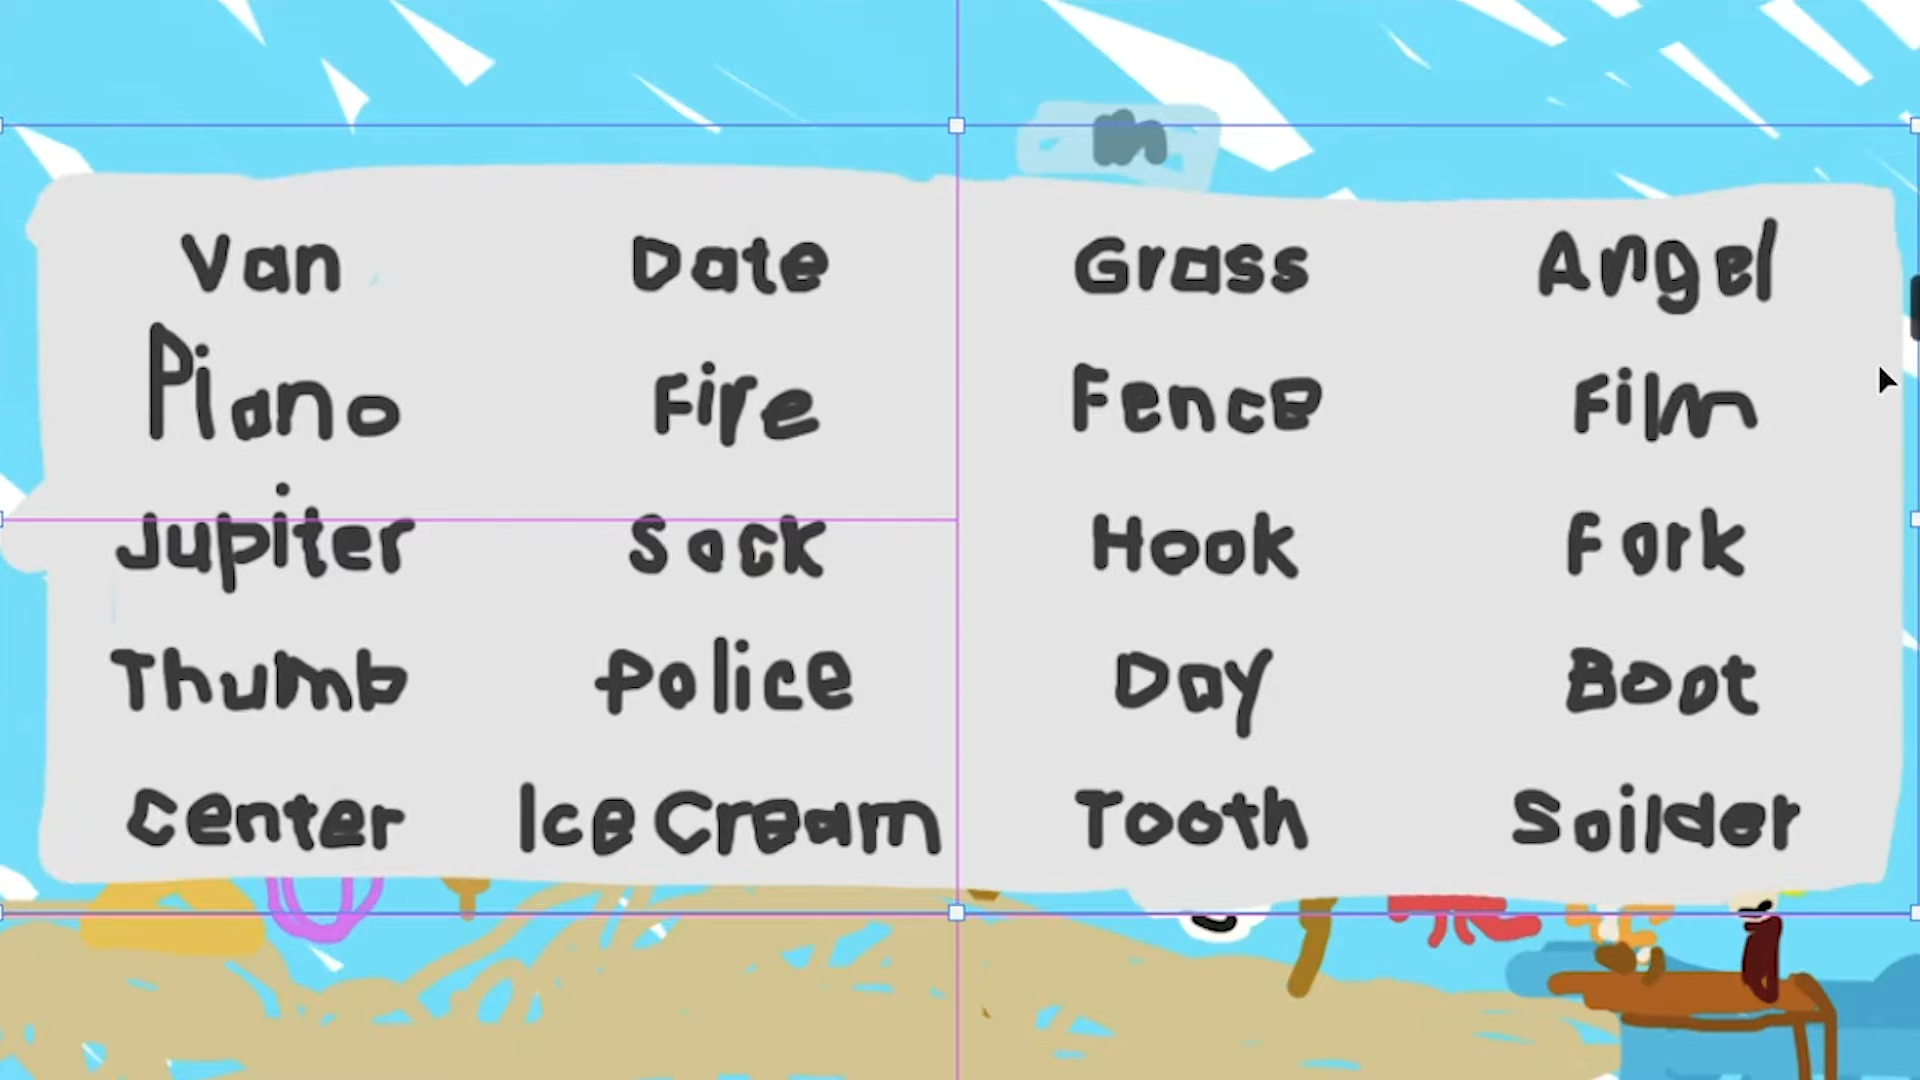 Van Date Grass Angel
Piano Fire Fence Film
Jupiter Sock Hook Fork
Thumb Police Day Boot
Center Ice Cream Tooth Soilder